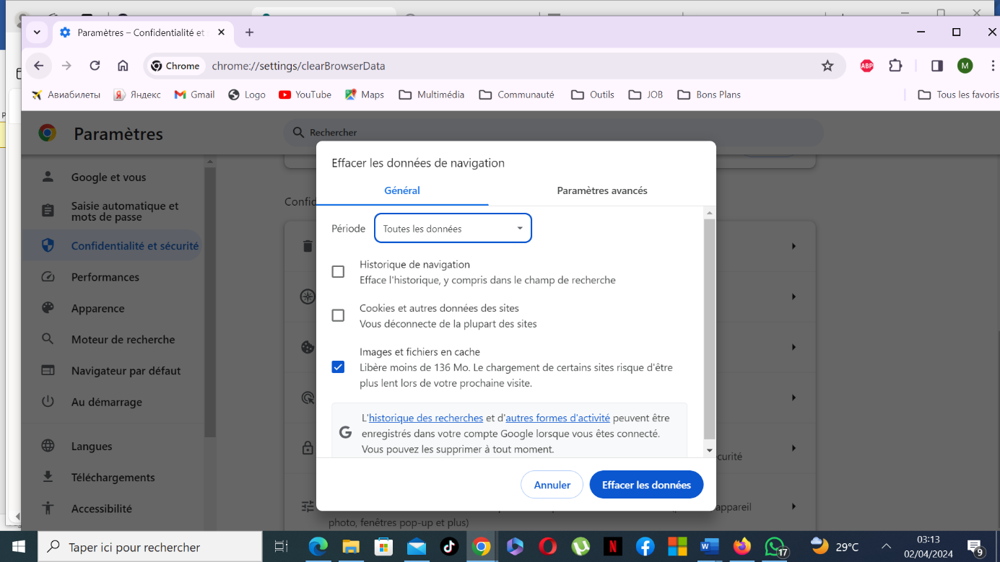 Paramètres – Confidentialité et
Chrome
chrome://settings/clearBrowserData
ABP
M
Авиабилеты
Яндекс
Gmail
Logo
YouTube
Maps
Multimédia
Communauté
Outils
JOB
Bons Plans
Tous les favoris
Paramètres
Rechercher
Google et vous
Saisie automatique et
mots de passe
Confidentialité et sécurité
Performances
Apparence
Moteur de recherche
Navigateur par défaut
Au démarrage
Langues
Téléchargements
Accessibilité
Confid
Effacer les données de navigation
Général
Paramètres avancés
Période
Toutes les données
Historique de navigation
Efface l'historique, y compris dans le champ de recherche
Cookies et autres données des sites
Vous déconnecte de la plupart des sites
Images et fichiers en cache
Libère moins de 136 Mo. Le chargement de certains sites risque d'être
plus lent lors de votre prochaine visite.
L'historique des recherches et d'autres formes d'activité peuvent être
enregistrés dans votre compte Google lorsque vous êtes connecté.
Vous pouvez les supprimer à tout moment.
Annuler
Effacer les données
curité
appareil
photo, fenêtres pop-up et plus)
Taper ici pour rechercher
17
29°C
03:13
02/04/2024
9